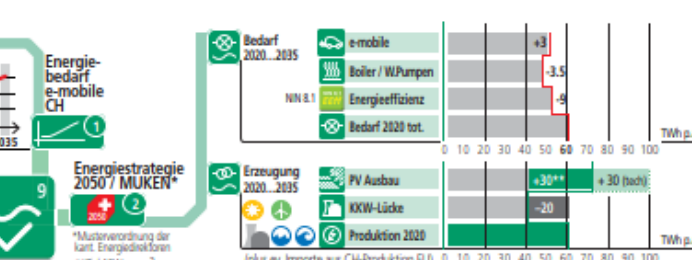 Energie-
bedarf
e-mobile
CH
035
1
Energiestrategie
2050 / MUKEN*
2050
2
9
*Musterverordnung der
kant. Energiedirektoren
Bedarf
2020...2035
e-mobile
+3
Boiler / W.Pumpen
-3.5
NIN 8.1
Energieeffizienz
-9
Bedarf 2020 tot.
TWh p.
0 10 20 30 40 50 60 70 80 90 100
Erzeugung
2020...2035
PV Ausbau
+30**
+ 30 (tech)
KKW-Lücke
-20
Produktion 2020
TWh p.
0 10 20 30 40 50 60 70 80 90 100